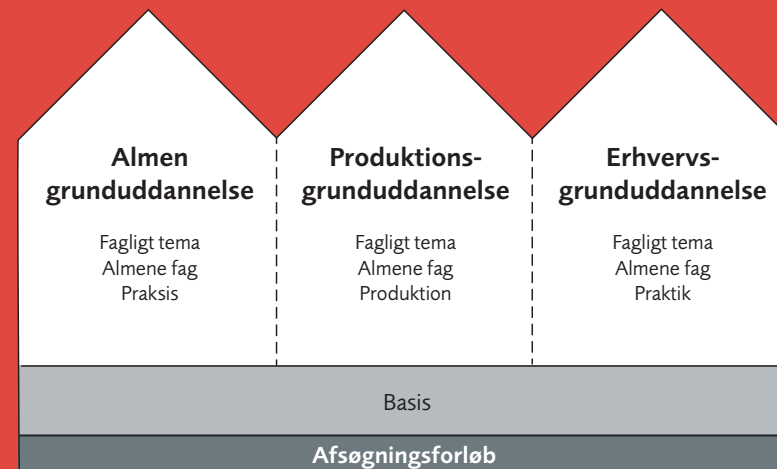 Almen
grunduddannelse
Fagligt tema
Almene fag
Praksis
Produktions-
grunduddannelse
Fagligt tema
Almene fag
Produktion
Erhvervs-
grunduddannelse
Fagligt tema
Almene fag
Praktik
Basis
Afsøgningsforløb